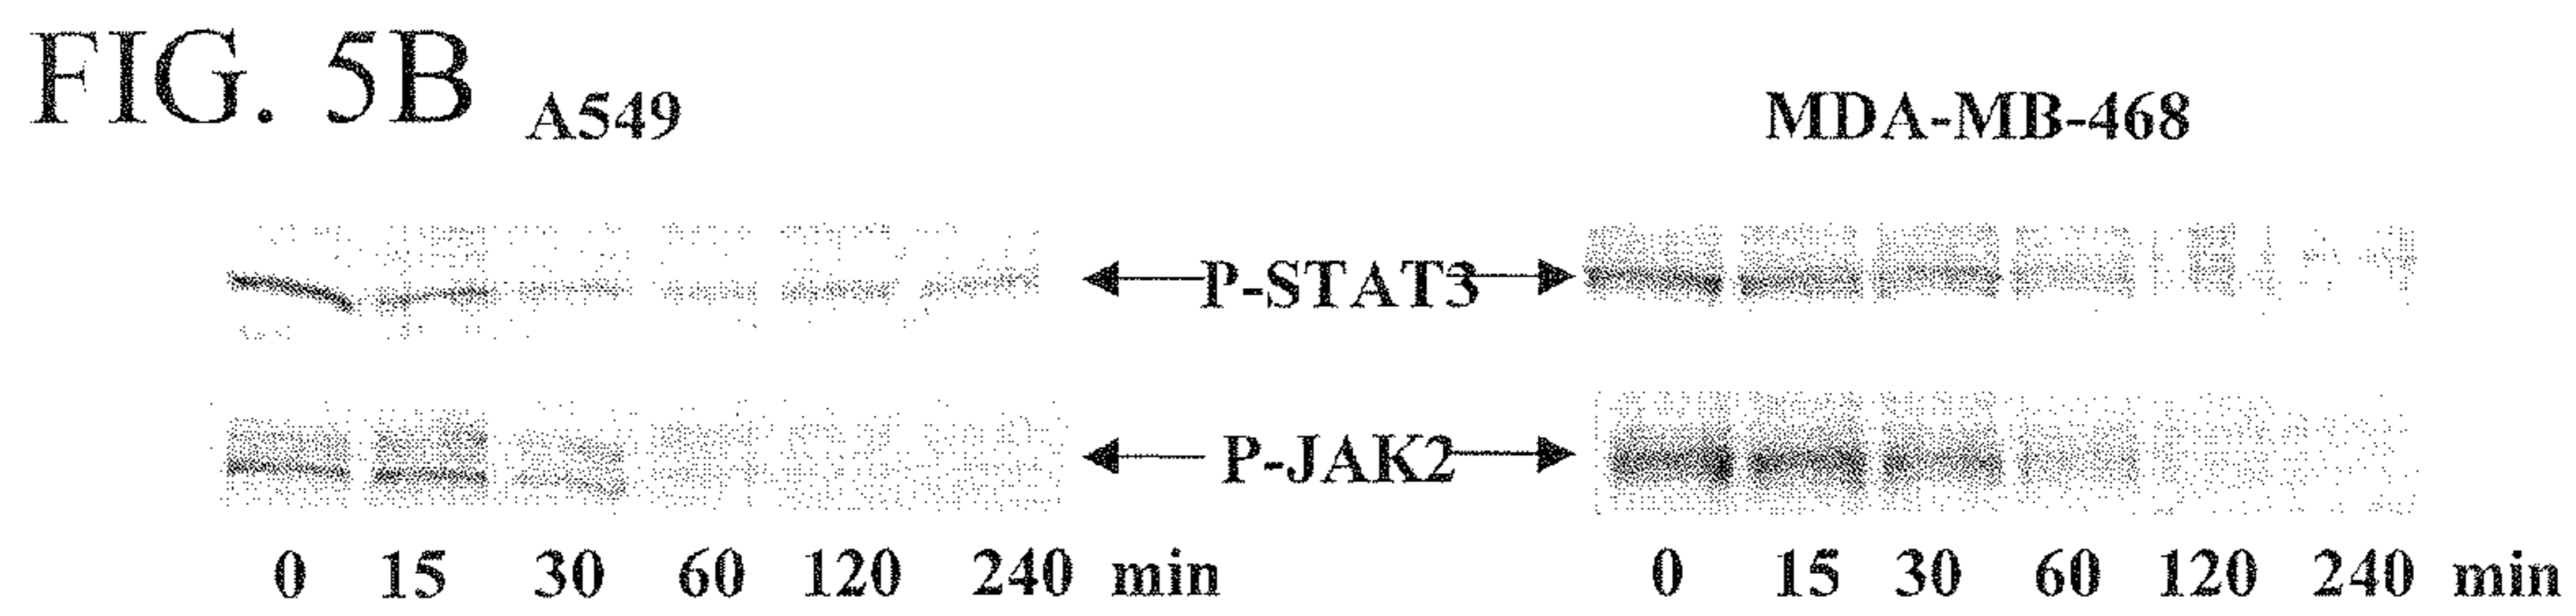 FIG. 5B
A549 MDA-MB-468
P-STAT3
P-JAK2
0 15 30 60 120 240 min 0 15 30 60 120 240 min